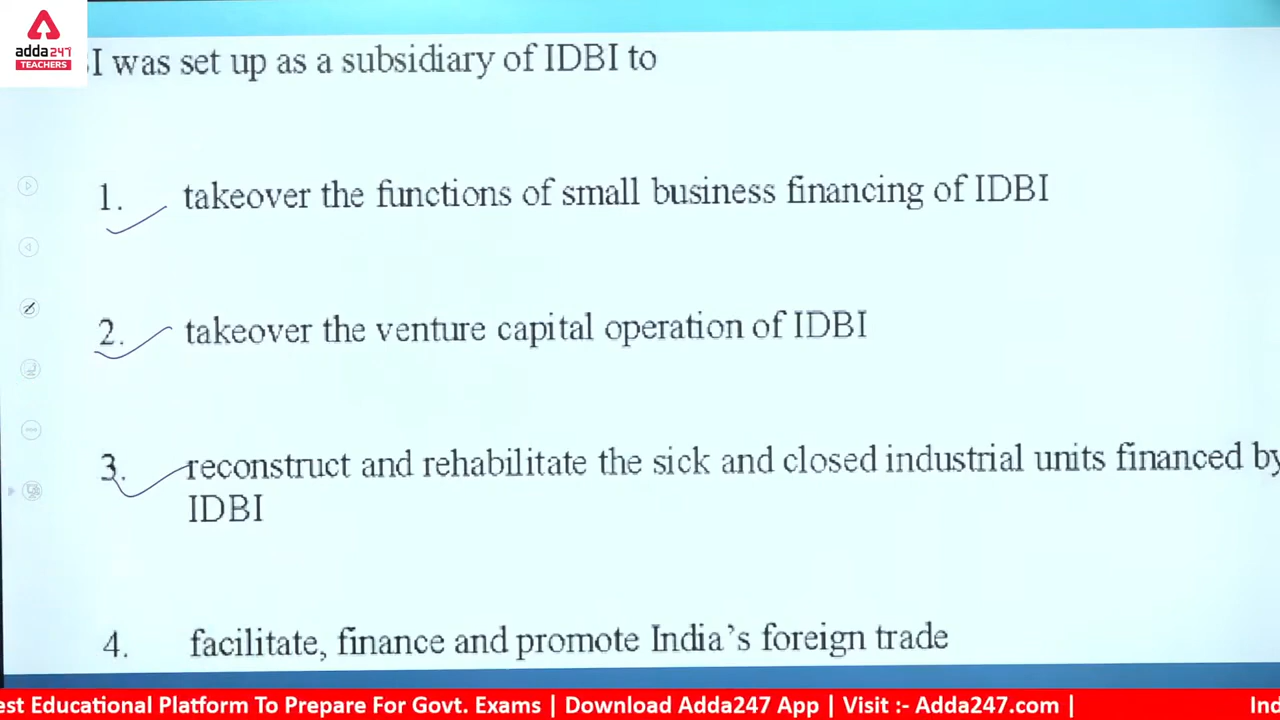 adda247
TEACHERS
I was set up as a subsidiary of IDBI to
1. takeover the functions of small business financing of IDBI
2. takeover the venture capital operation of IDBI
3. reconstruct and rehabilitate the sick and closed industrial units financed by
IDBI
4. facilitate, finance and promote India’s foreign trade
est Educational Platform To Prepare For Govt. Exams | Download Adda247 App | Visit :- Adda247.com | Ind